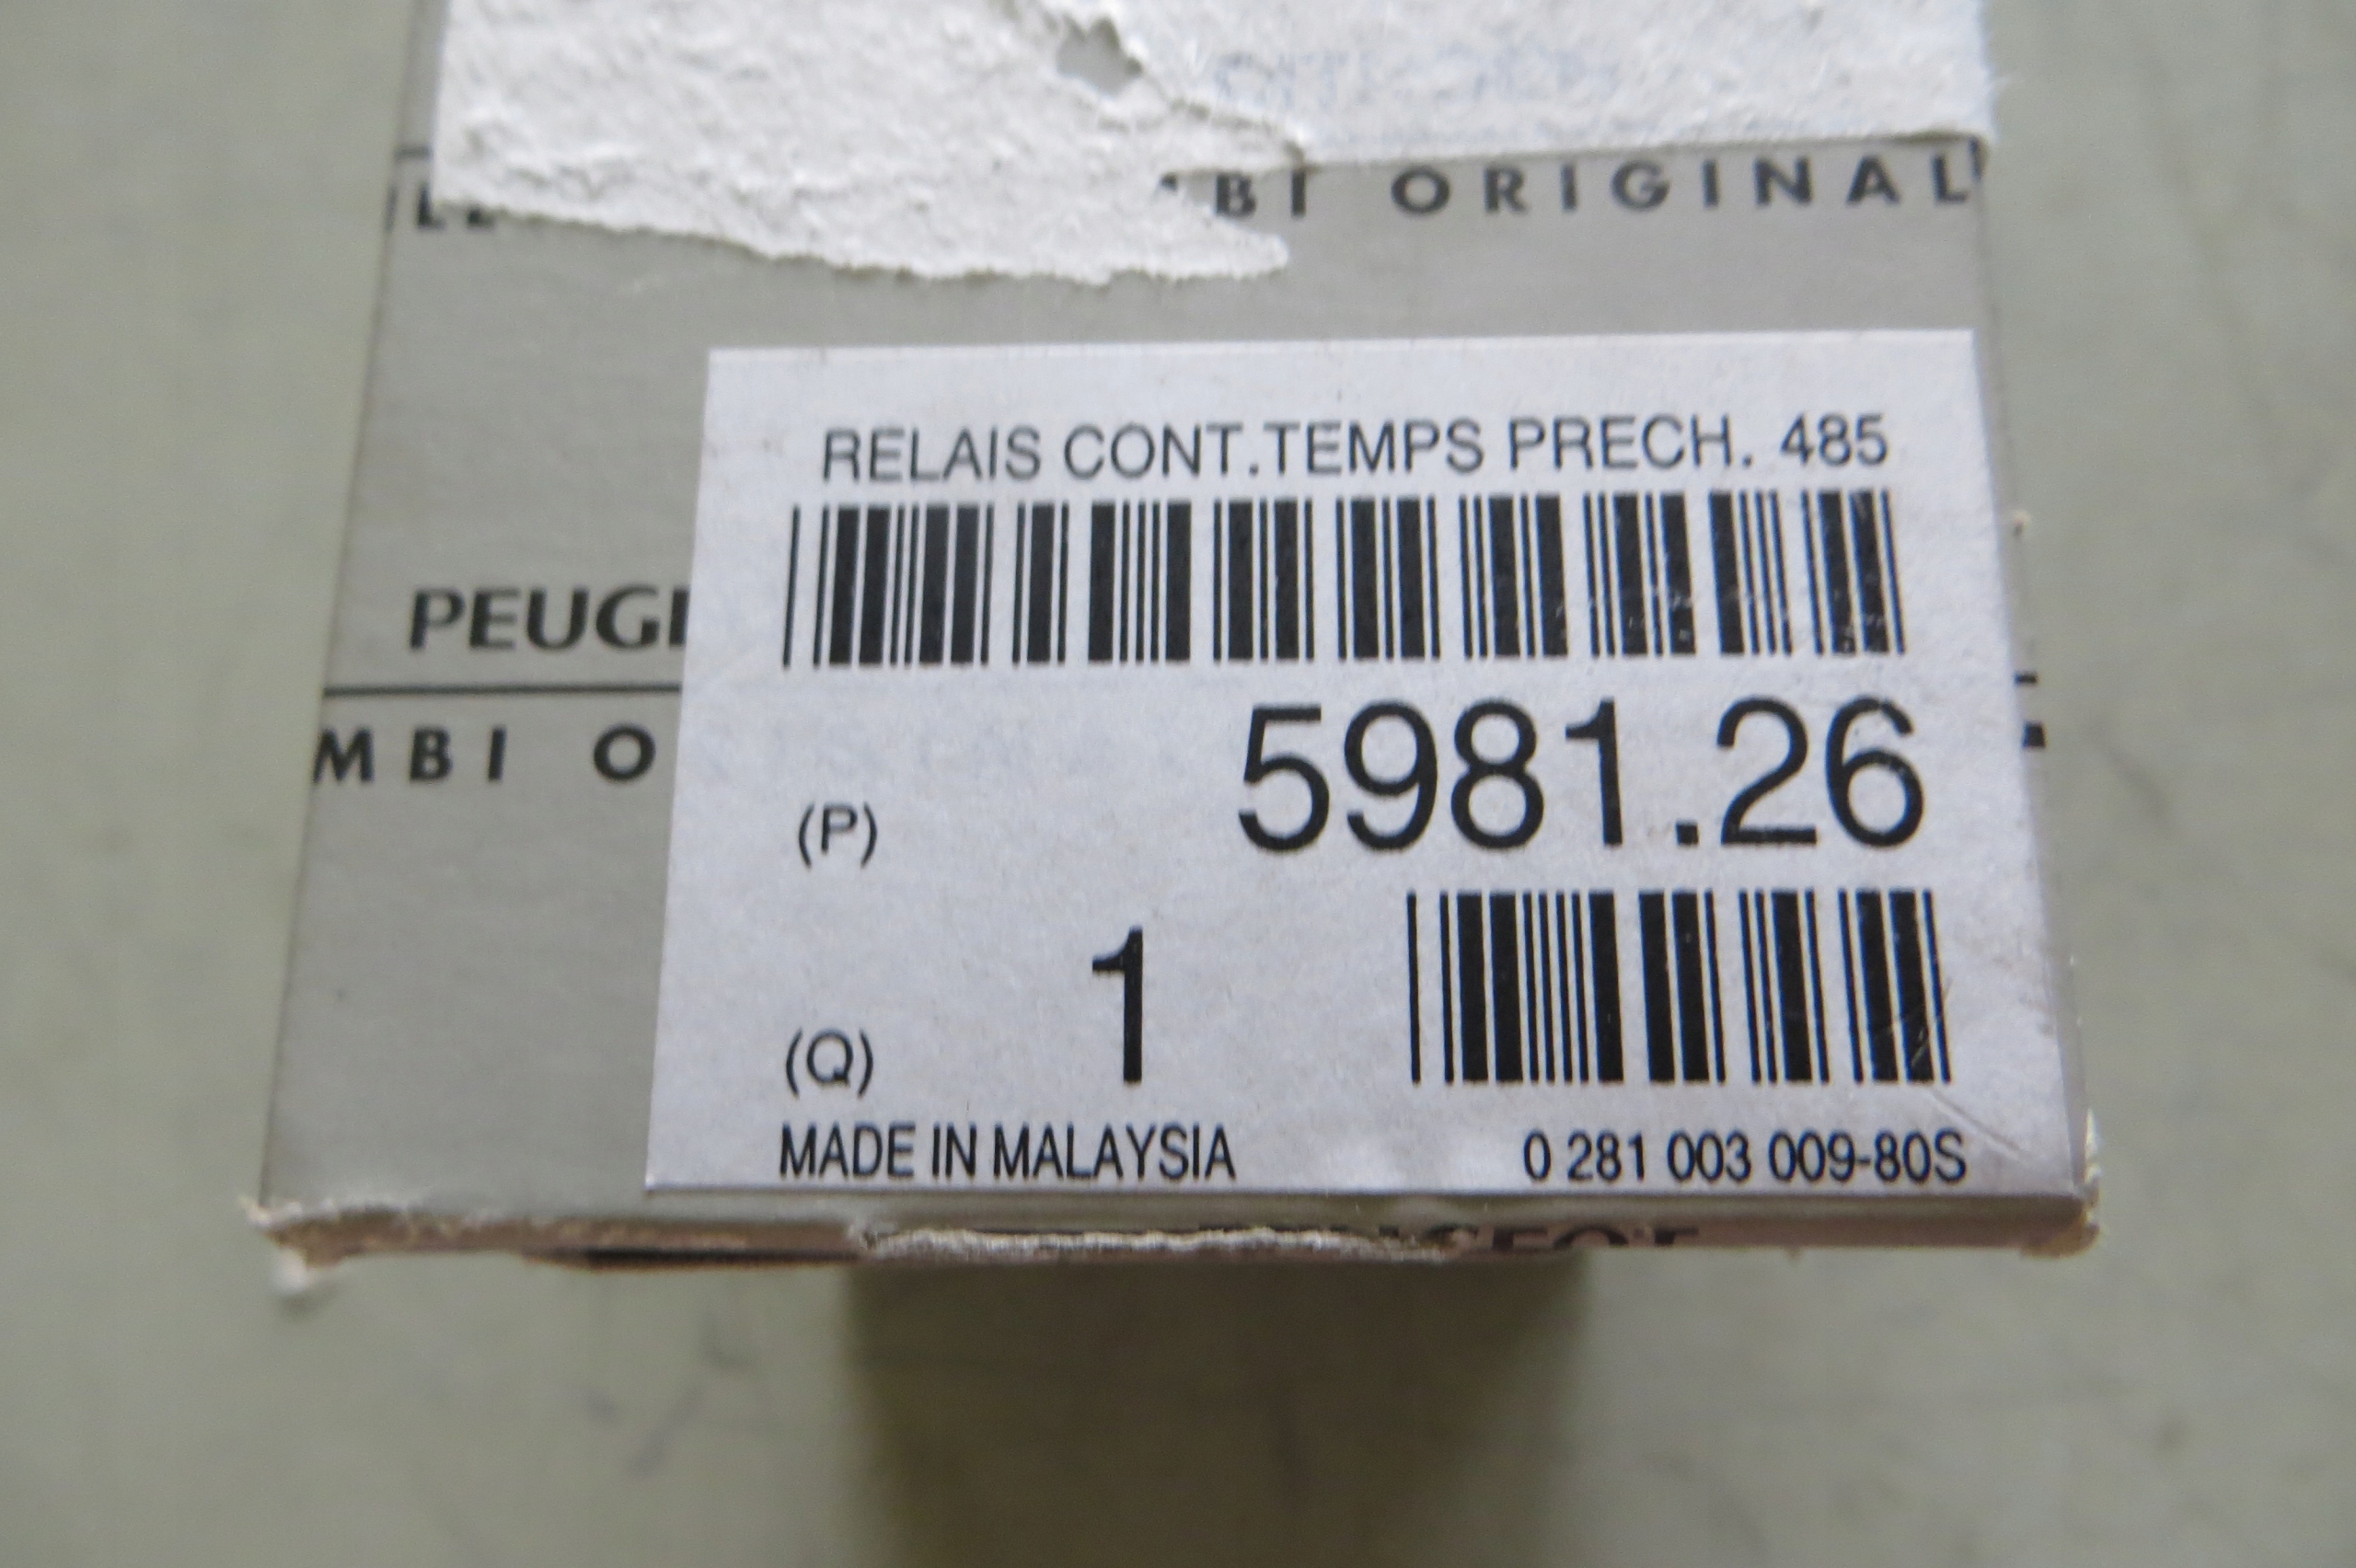 BI ORIGINAL
RELAIS CONT.TEMPS PRECH. 485
PEUG
5981.26
MBI O
(P)
1
(Q)
MADE IN MALAYSIA
0 281 003 009-80S